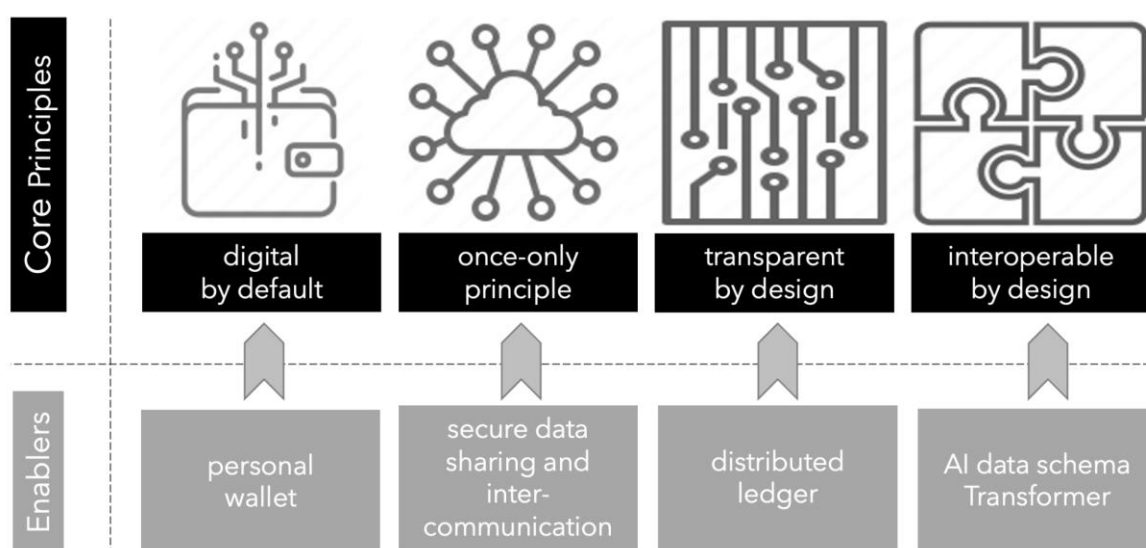 Core Principles
digital
by default
once-only
principle
transparent
by design
interoperable
by design
Enablers
personal
wallet
secure data
sharing and
inter-
communication
distributed
ledger
AI data schema
Transformer